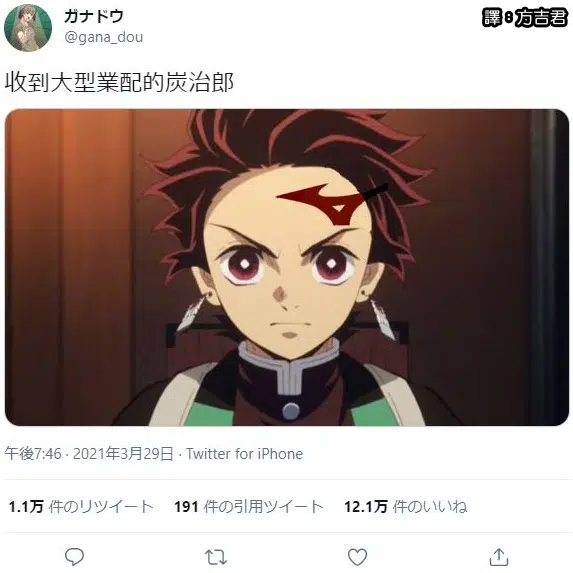 ガナドウ
譯:方吉君
@gana_dou
收到大型業配的炭治郎
午後7:46 · 2021年3月29日 · Twitter for iPhone
1.1万 件のリツイート 191 件の引用ツイート 12.1万 件のいいね